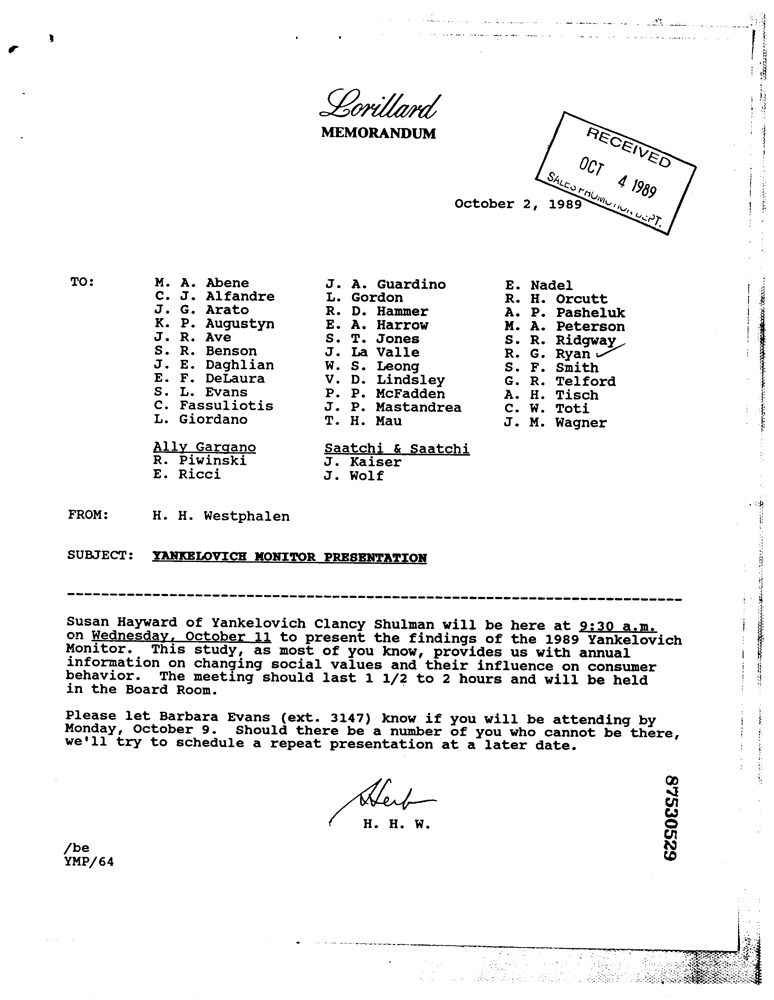 Lorillard
MEMORANDUM
RECEIVED
OCT 4 1989
SALES PROMOTION DEPT.
October 2, 1989
TO: M. A. Abene J. A. Guardino E. Nadel
C. J. Alfandre L. Gordon R. H. Orcutt
J. G. Arato R. D. Hammer A. P. Pasheluk
K. P. Augustyn E. A. Harrow M. A. Peterson
J. R. Ave S. T. Jones S. R. Ridgway
S. R. Benson J. La Valle R. G. Ryan
J. E. Daghlian W. S. Leong S. F. Smith
E. F. DeLaura V. D. Lindsley G. R. Telford
S. L. Evans P. P. McFadden A. H. Tisch
C. Fassuliotis J. P. Mastandrea C. W. Toti
L. Giordano T. H. Mau J. M. Wagner
Ally Gargano Saatchi & Saatchi
R. Piwinski J. Kaiser
E. Ricci J. Wolf
FROM: H. H. Westphalen
SUBJECT: YANKELOVICH MONITOR PRESENTATION
Susan Hayward of Yankelovich Clancy Shulman will be here at 9:30 a.m.
on Wednesday, October 11 to present the findings of the 1989 Yankelovich
Monitor. This study, as most of you know, provides us with annual
information on changing social values and their influence on consumer
behavior. The meeting should last 1 1/2 to 2 hours and will be held
in the Board Room.
Please let Barbara Evans (ext. 3147) know if you will be attending by
Monday, October 9. Should there be a number of you who cannot be there,
we'll try to schedule a repeat presentation at a later date.
Herb
H. H. W.
/be
YMP/64
87530529